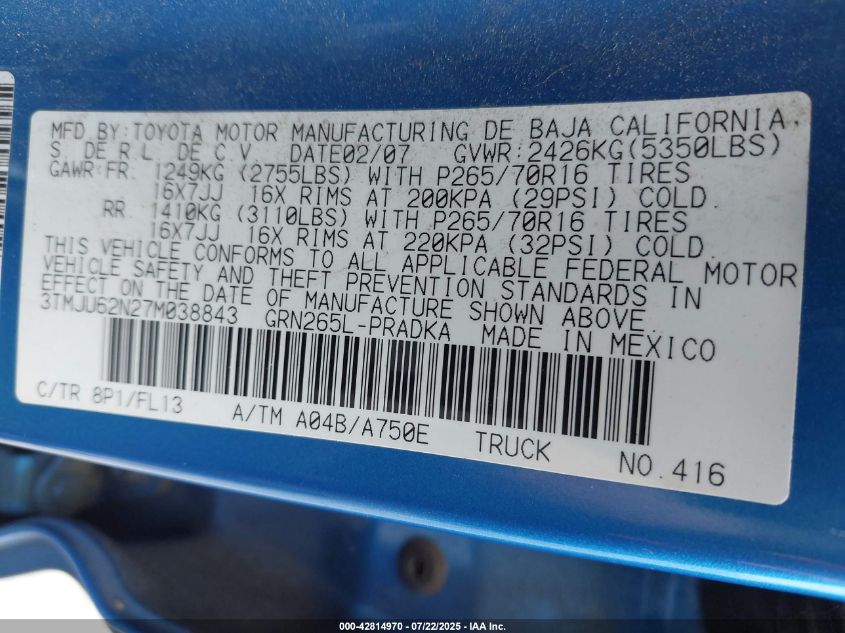 MFD BY:TOYOTA MOTOR MANUFACTURING DE BAJA CALIFORNIA
S DE R L DE C V DATE02/07 GVWR:2426KG(5350LBS)
GAWR:FR 1249KG (2755LBS) WITH P265/70R16 TIRES
16X7JJ 16X RIMS AT 200KPA (29PSI) COLD.
RR 1410KG (3110LBS) WITH P265/70R16 TIRES
16X7JJ 16X RIMS AT 220KPA (32PSI) COLD.
THIS VEHICLE CONFORMS TO ALL APPLICABLE FEDERAL MOTOR
VEHICLE SAFETY AND THEFT PREVENTION STANDARDS IN
EFFECT ON THE DATE OF MANUFACTURE SHOWN ABOVE.
3TMJU62N27M038843 GRN265L-PRADKA MADE IN MEXICO
C/TR 8P1/FL13 A/TM A04B/A750E TRUCK NO.416
000-42814970 - 07/22/2025 - IAA Inc.